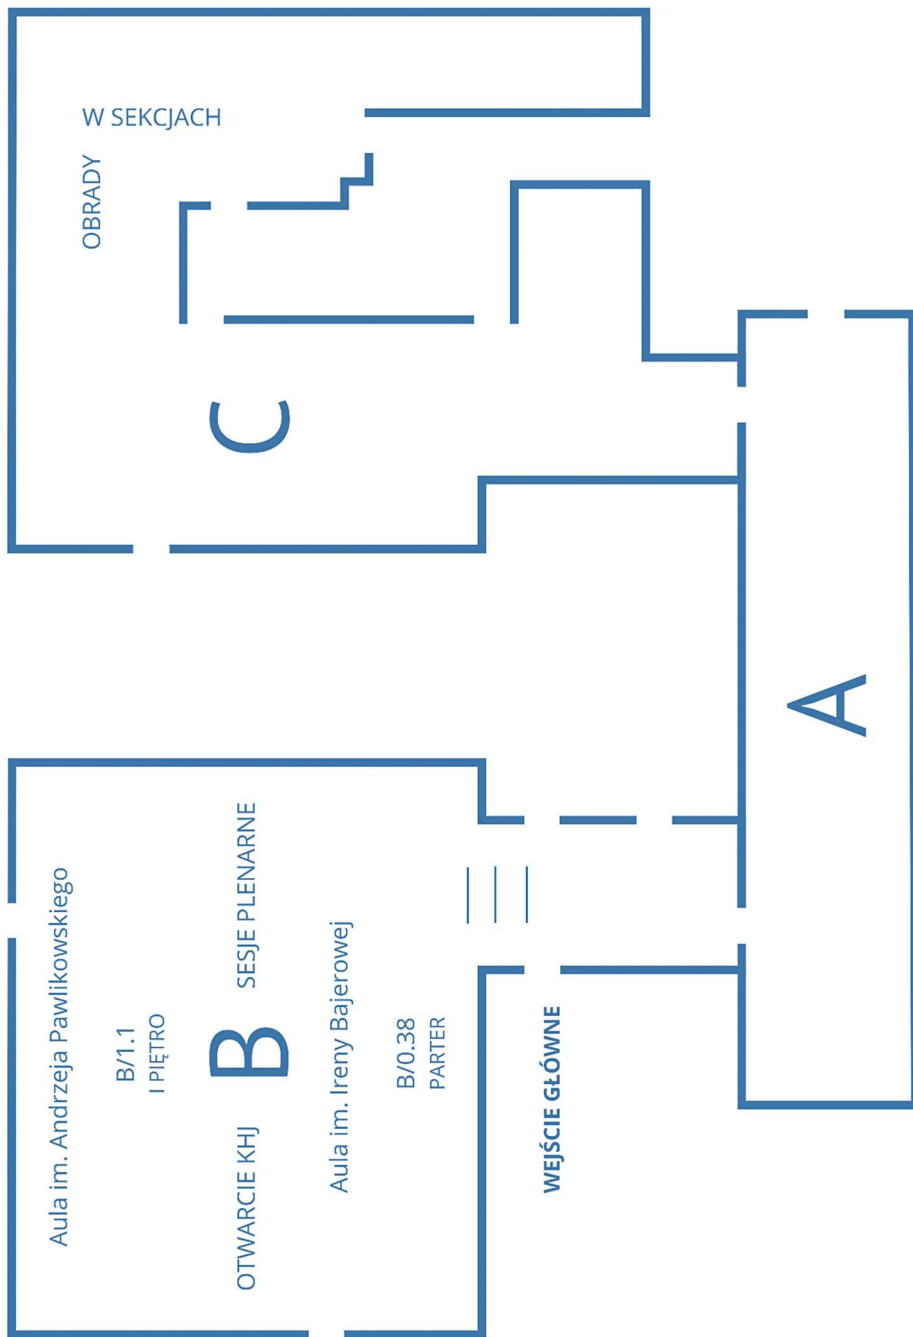 W SEKCJACH
OBRADY
C
A
Aula im. Andrzeja Pawlikowskiego
B/1.1
I PIĘTRO
OTWARCIE KHJ
B
SESJE PLENARNE
Aula im. Ireny Bajerowej
B/0.38
PARTER
WEJŚCIE GŁÓWNE